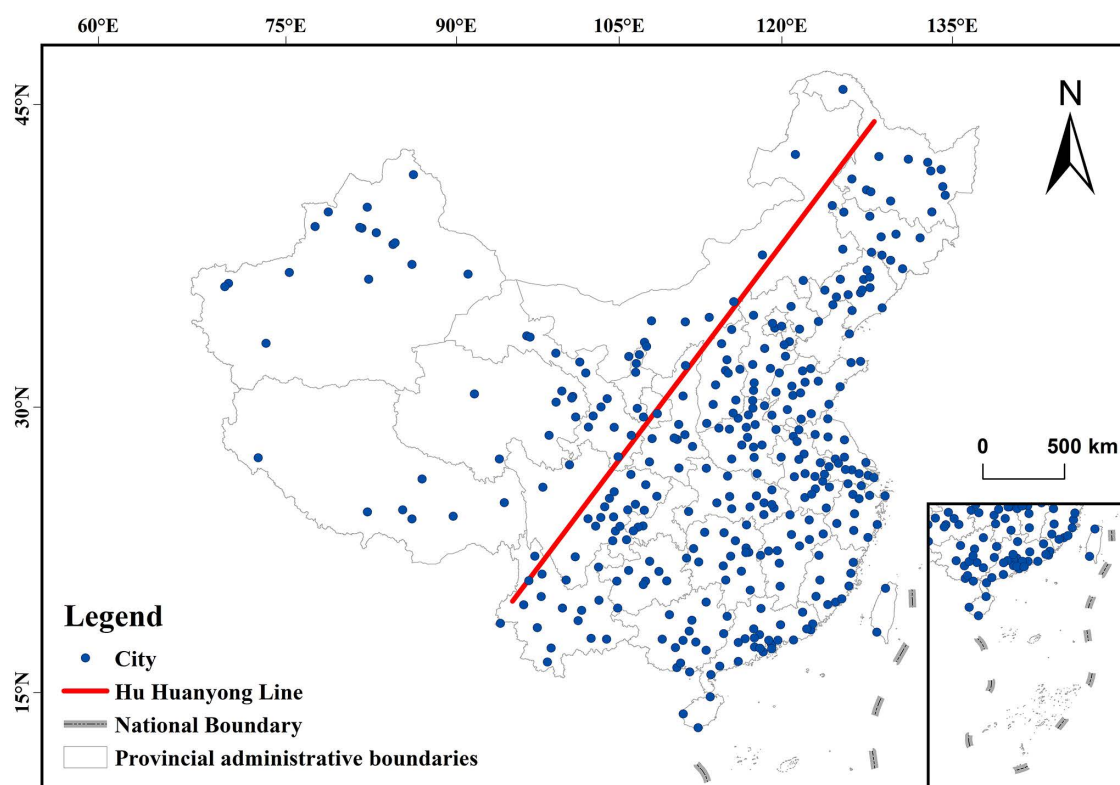 60°E 75°E 90°E 105°E 120°E 135°E
45°N
30°N
15°N
N
0 500 km
Legend
City
Hu Huanyong Line
National Boundary
Provincial administrative boundaries